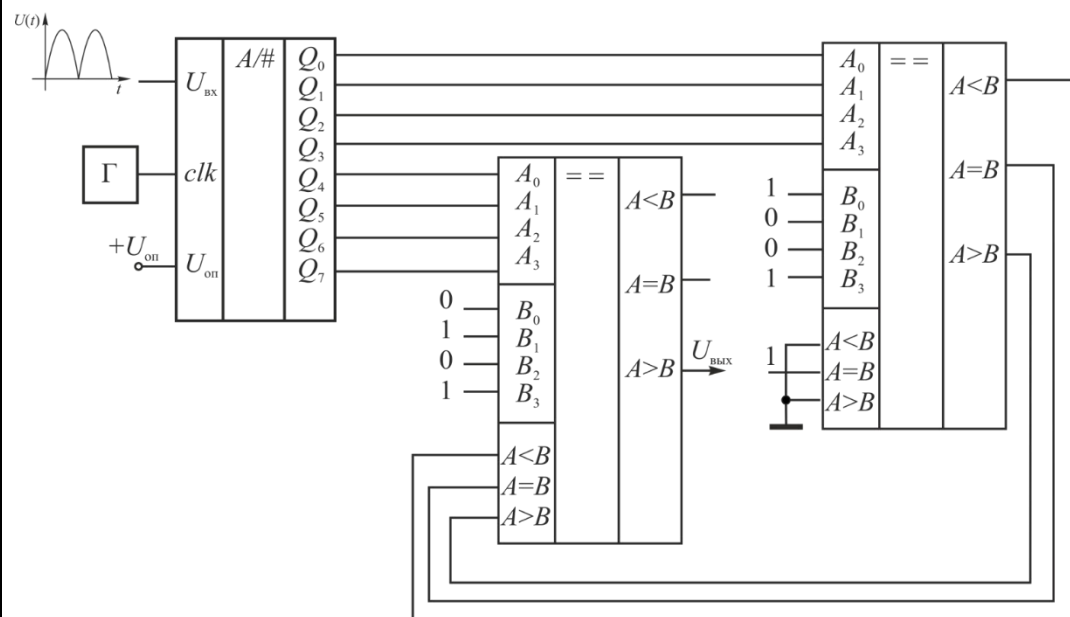 U(t)
t
A/#
U вх
clk
U оп
Q0
Q1
Q2
Q3
Q4
Q5
Q6
Q7
Г
+U оп
A0
A1
A2
A3
==
A<B
A=B
A>B
0 B0
1 B1
0 B2
1 B3
A<B
A=B
A>B
U вых
A0
A1
A2
A3
==
A<B
A=B
A>B
1 B0
0 B1
0 B2
1 B3
A<B
1 A=B
A>B